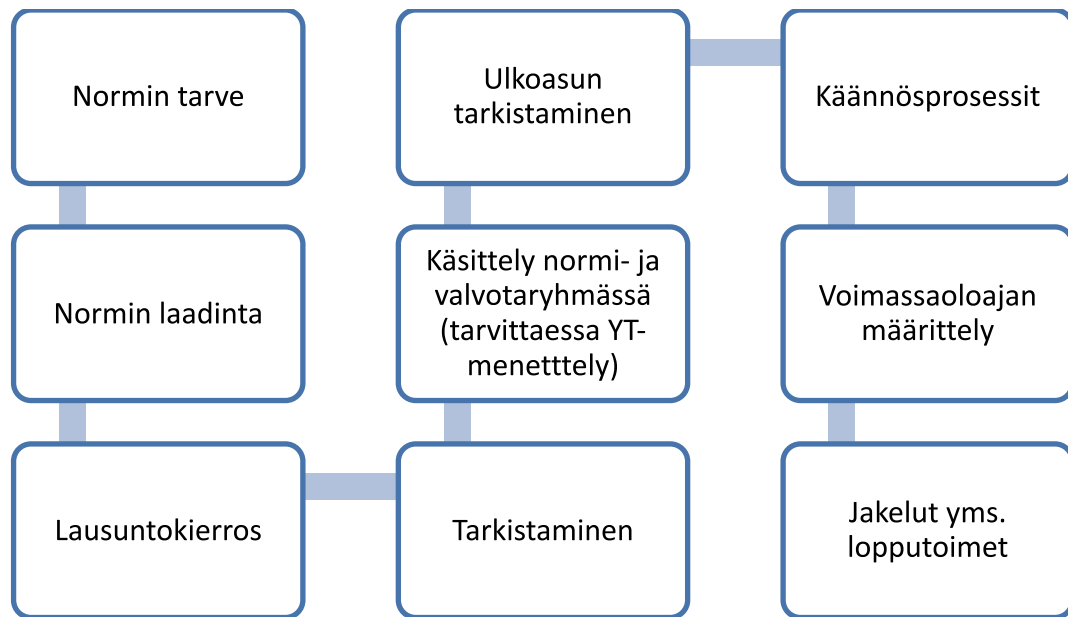 Normin tarve
Normin laadinta
Lausuntokierros
Tarkistaminen
Käsittely normi- ja
valvotaryhmässä
(tarvittaessa YT-
menetttely)
Ulkoasun
tarkistaminen
Käännösprosessit
Voimassaoloajan
määrittely
Jakelut yms.
lopputoimet